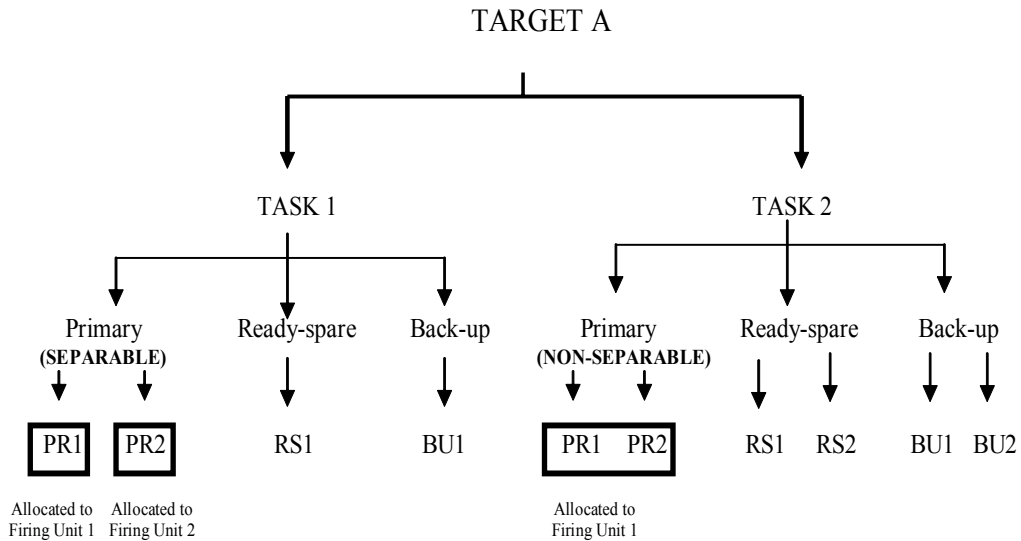 TARGET A
TASK 1 TASK 2
Primary Ready-spare Back-up Primary Ready-spare Back-up
(SEPARABLE) (NON-SEPARABLE)
PR1 PR2 RS1 BU1 PR1 PR2 RS1 RS2 BU1 BU2
Allocated to Allocated to Allocated to
Firing Unit 1 Firing Unit 2 Firing Unit 1